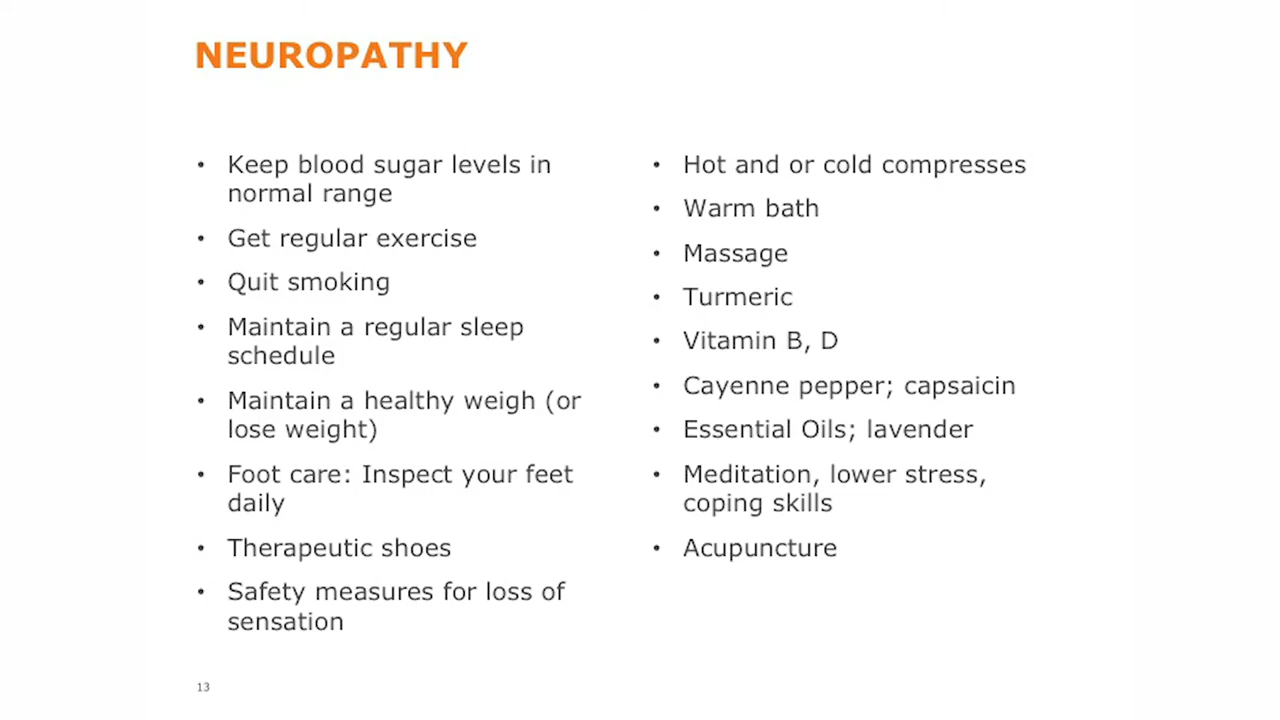 NEUROPATHY
• Keep blood sugar levels in
normal range
• Get regular exercise
• Quit smoking
• Maintain a regular sleep
schedule
• Maintain a healthy weigh (or
lose weight)
• Foot care: Inspect your feet
daily
• Therapeutic shoes
• Safety measures for loss of
sensation
• Hot and or cold compresses
• Warm bath
• Massage
• Turmeric
• Vitamin B, D
• Cayenne pepper; capsaicin
• Essential Oils; lavender
• Meditation, lower stress,
coping skills
• Acupuncture
13